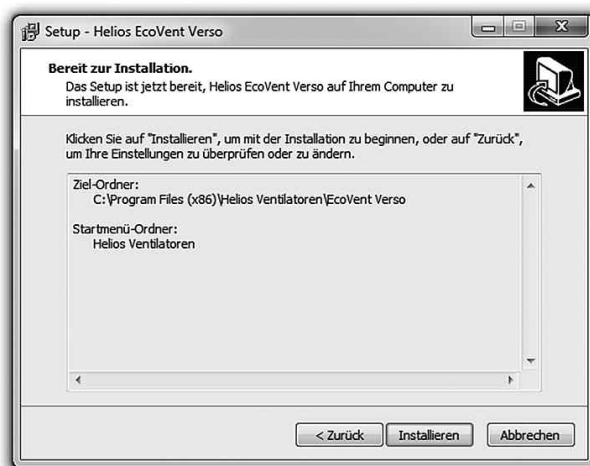 Setup - Helios EcoVent Verso
Bereit zur Installation.
Das Setup ist jetzt bereit, Helios EcoVent Verso auf Ihrem Computer zu
installieren.
Klicken Sie auf "Installieren", um mit der Installation zu beginnen, oder auf "Zurück",
um Ihre Einstellungen zu überprüfen oder zu ändern.
Ziel-Ordner:
C:\Program Files (x86)\Helios Ventilatoren\EcoVent Verso
Startmenü-Ordner:
Helios Ventilatoren
< Zurück
Installieren
Abbrechen